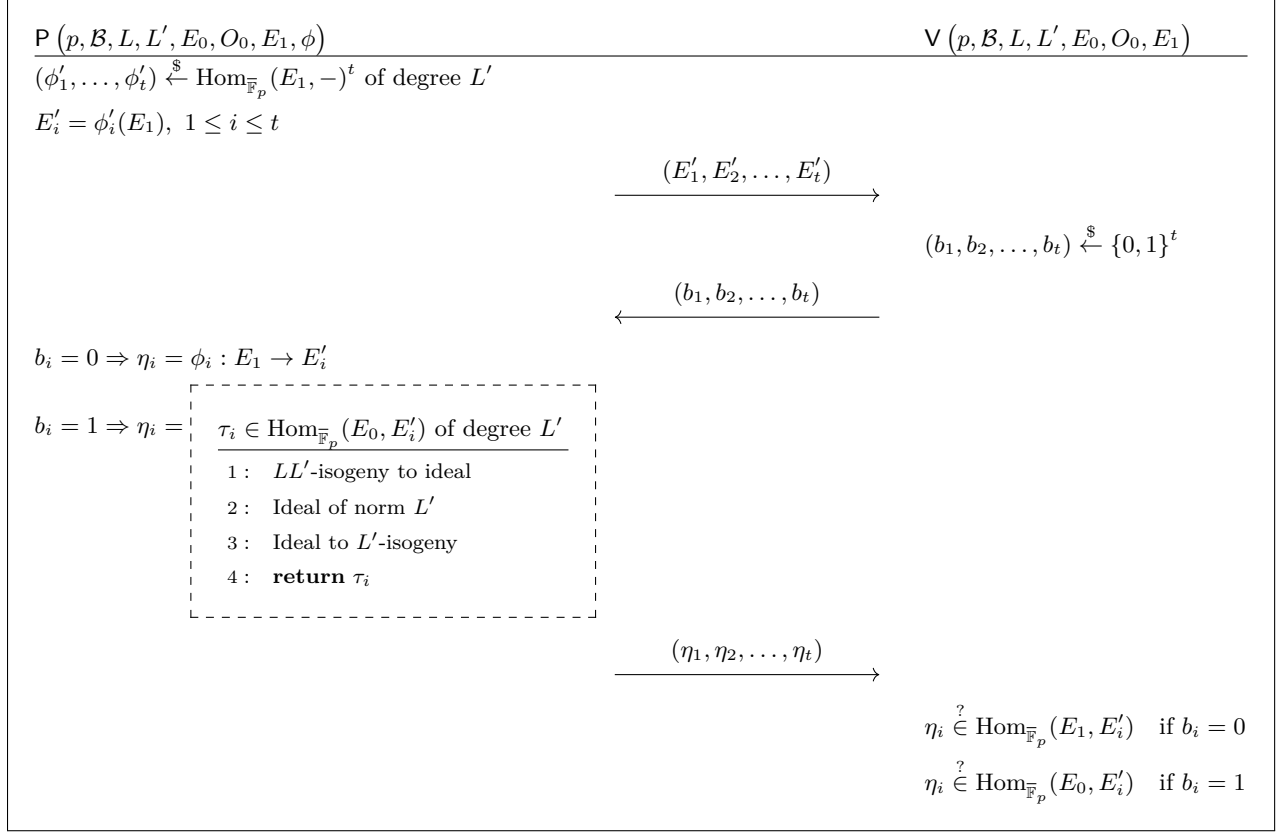 P (p, ℬ, L, L′, E₀, O₀, E₁, ϕ) V (p, ℬ, L, L′, E₀, O₀, E₁)
(ϕ′₁, . . . , ϕ′ₜ) ←$ Hom_{𝔽̅ₚ}(E₁, −)ᵗ of degree L′
E′ᵢ = ϕ′ᵢ(E₁), 1 ≤ i ≤ t
(E′₁, E′₂, . . . , E′ₜ)
(b₁, b₂, . . . , bₜ) ←$ {0, 1}ᵗ
(b₁, b₂, . . . , bₜ)
bᵢ = 0 ⇒ ηᵢ = ϕᵢ : E₁ → E′ᵢ
bᵢ = 1 ⇒ ηᵢ = τᵢ ∈ Hom_{𝔽̅ₚ}(E₀, E′ᵢ) of degree L′
1 : LL′-isogeny to ideal
2 : Ideal of norm L′
3 : Ideal to L′-isogeny
4 : return τᵢ
(η₁, η₂, . . . , ηₜ)
ηᵢ ∈? Hom_{𝔽̅ₚ}(E₁, E′ᵢ) if bᵢ = 0
ηᵢ ∈? Hom_{𝔽̅ₚ}(E₀, E′ᵢ) if bᵢ = 1